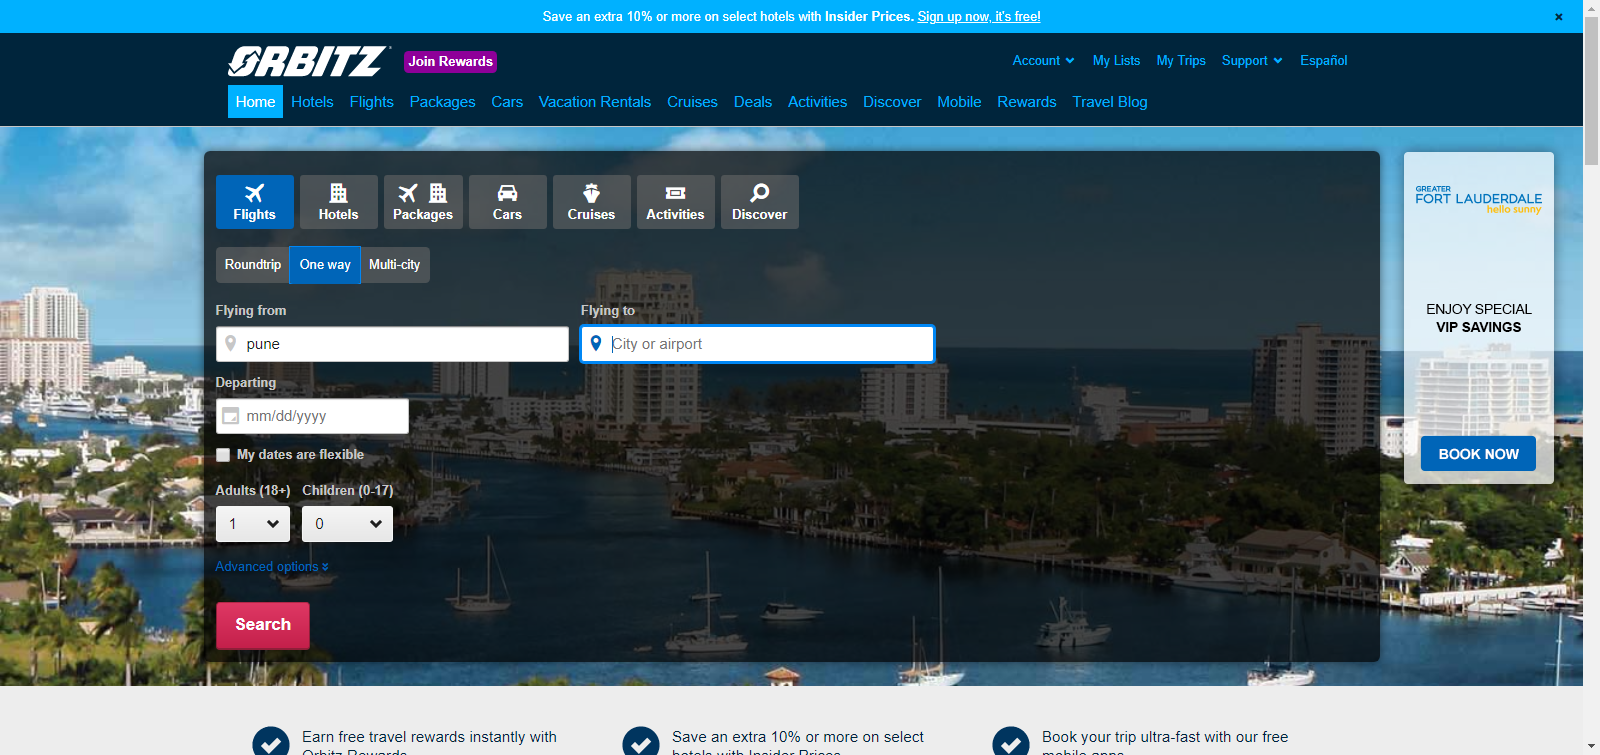 Save an extra 10% or more on select hotels with Insider Prices. Sign up now, it's free!
×
ORBITZ
Join Rewards
Account
My Lists
My Trips
Support
Español
Home
Hotels
Flights
Packages
Cars
Vacation Rentals
Cruises
Deals
Activities
Discover
Mobile
Rewards
Travel Blog
Flights
Hotels
Packages
Cars
Cruises
Activities
Discover
Roundtrip
One way
Multi-city
Flying from
Flying to
pune
City or airport
Departing
mm/dd/yyyy
My dates are flexible
Adults (18+)
Children (0-17)
1
0
Advanced options
Search
GREATER
FORT LAUDERDALE
hello sunny
ENJOY SPECIAL
VIP SAVINGS
BOOK NOW
Earn free travel rewards instantly with
Orbitz Rewards
Save an extra 10% or more on select
hotels with Insider Prices
Book your trip ultra-fast with our free
mobile apps